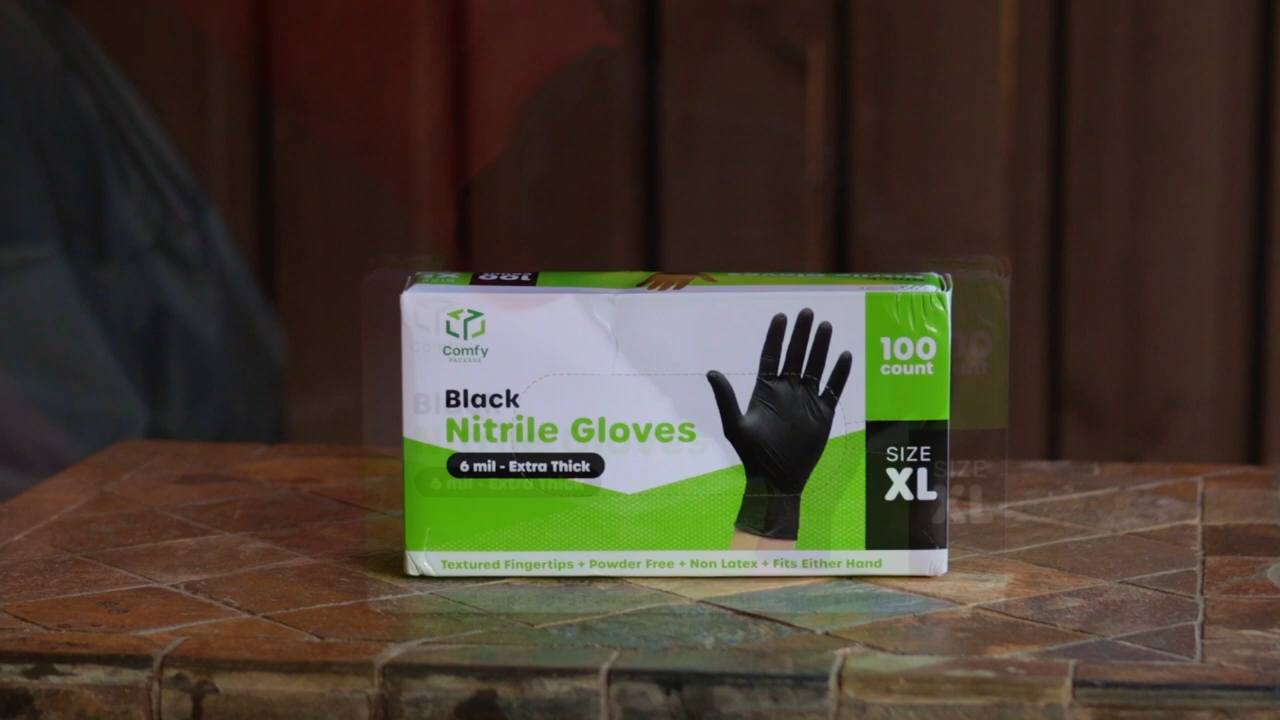 100
Comfy
PACKAGE
100
count
Black
Nitrile Gloves
6 mil - Extra Thick
SIZE
XL
Textured Fingertips + Powder Free + Non Latex + Fits Either Hand